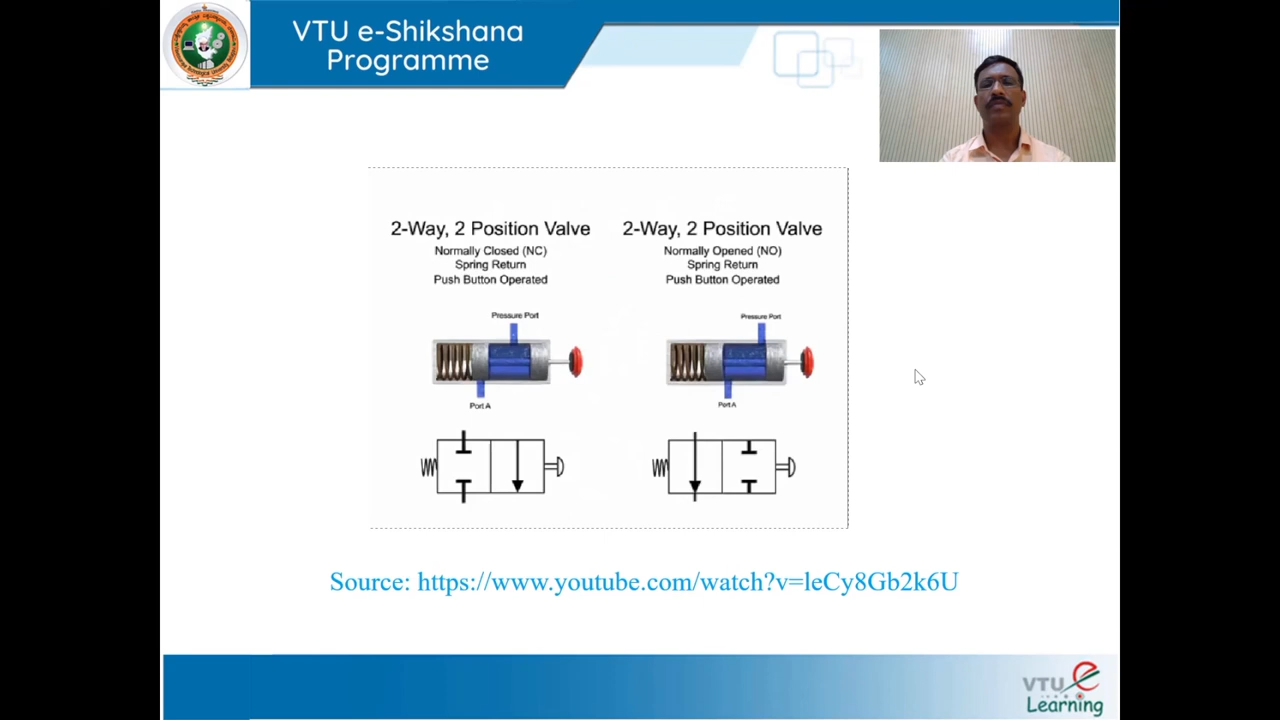 VTU e-Shikshana
Programme
2-Way, 2 Position Valve
Normally Closed (NC)
Spring Return
Push Button Operated
Pressure Port
Port A
2-Way, 2 Position Valve
Normally Opened (NO)
Spring Return
Push Button Operated
Pressure Port
Port A
Source: https://www.youtube.com/watch?v=leCy8Gb2k6U
VTU e
Learning